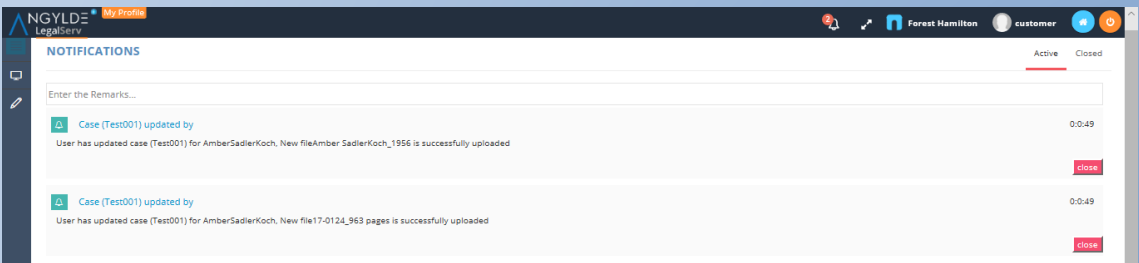 My Profile
ANGYLDE
LegalServ
2
Forest Hamilton
customer
NOTIFICATIONS
Active
Closed
Enter the Remarks...
Case (Test001) updated by
0:0:49
User has updated case (Test001) for AmberSadlerKoch, New fileAmber SadlerKoch_1956 is successfully uploaded
close
Case (Test001) updated by
0:0:49
User has updated case (Test001) for AmberSadlerKoch, New file17-0124_963 pages is successfully uploaded
close